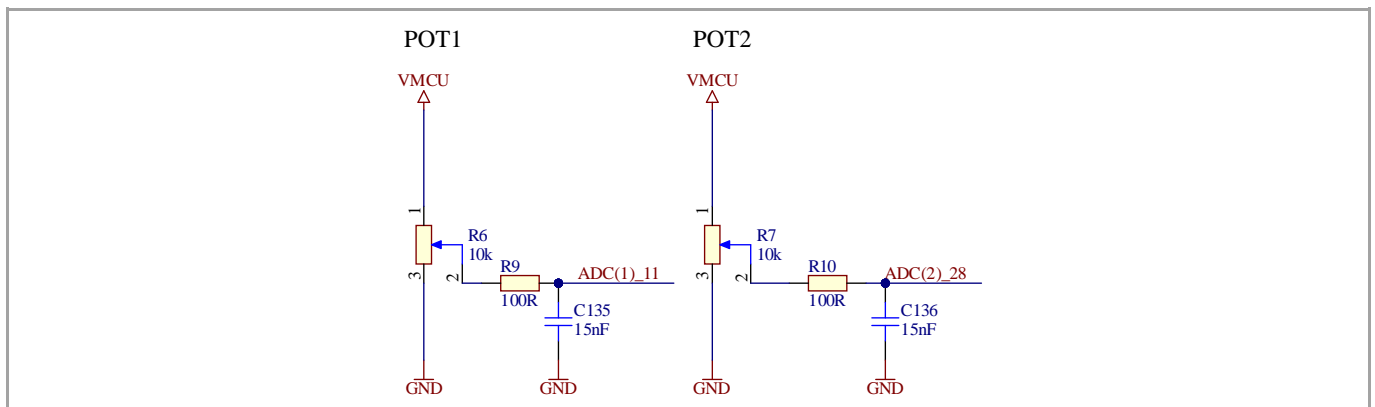 POT1
POT2
VMCU
VMCU
1
1
R6
10k
R7
10k
3
2
R9
100R
ADC(1)_11
3
2
R10
100R
ADC(2)_28
C135
15nF
C136
15nF
GND
GND
GND
GND